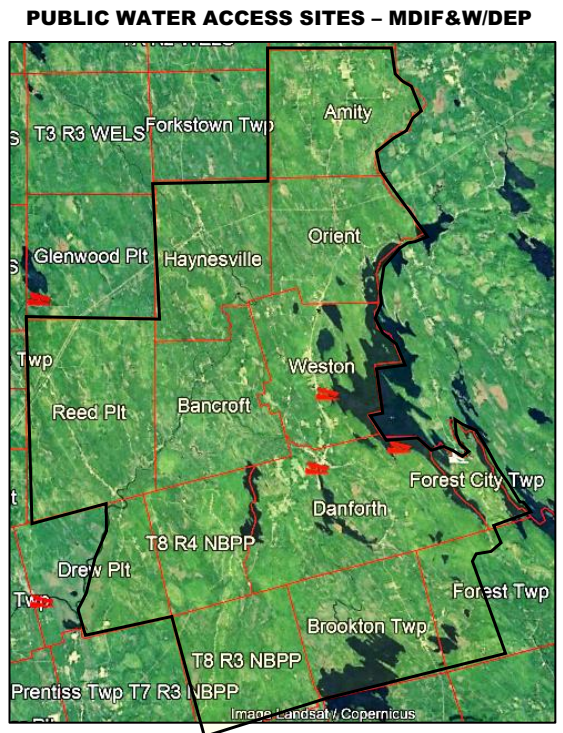 PUBLIC WATER ACCESS SITES – MDIF&W/DEP
Amity
T3 R3 WELS
Forkstown Twp
Orient
Glenwood Plt
Haynesville
Twp
Weston
Reed Plt
Bancroft
Forest City Twp
Danforth
T8 R4 NBPP
Drew Plt
Forest Twp
Twp
Brookton Twp
T8 R3 NBPP
Prentiss Twp T7 R3 NBPP
Image Landsat / Copernicus